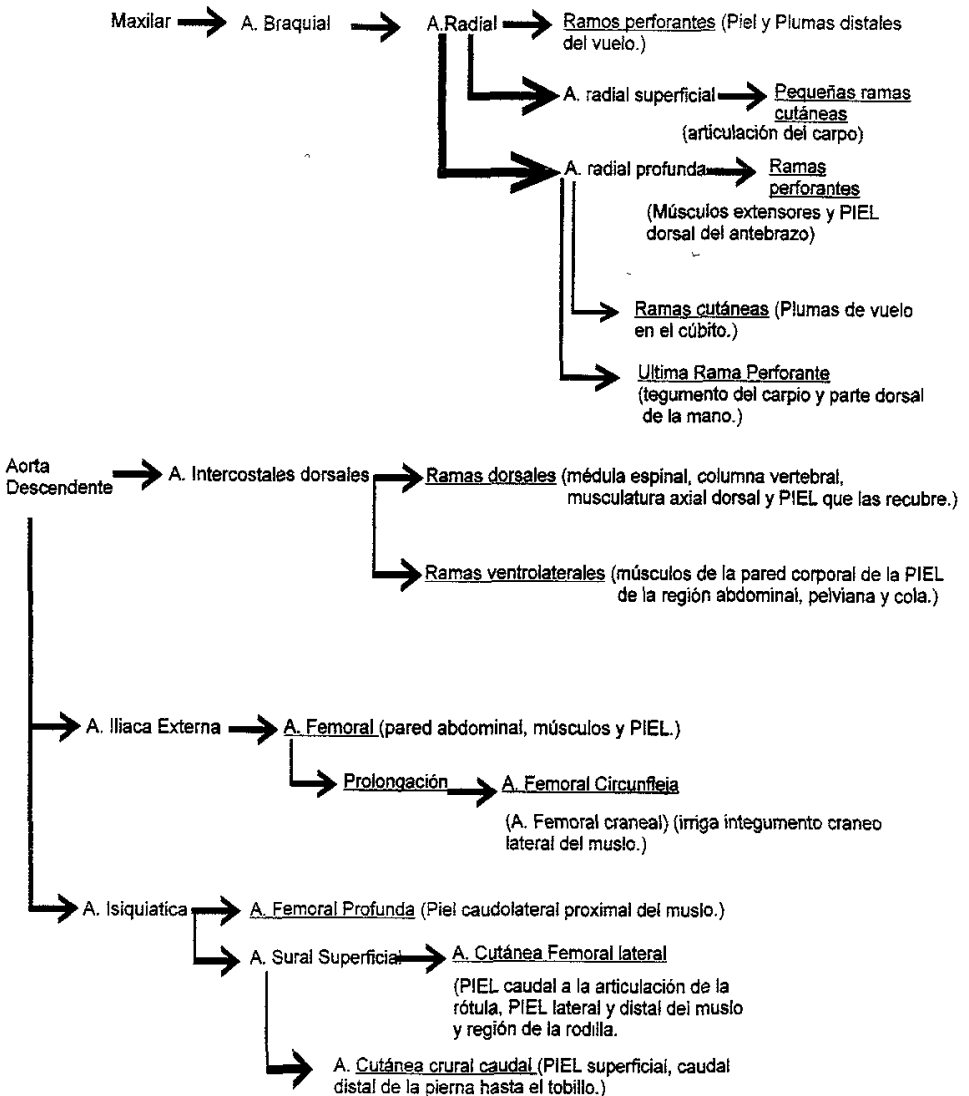 Maxilar A. Braquial A.Radial Ramos perforantes (Piel y Plumas distales
del vuelo.)
A. radial superficial Pequeñas ramas
cutáneas
(articulación del carpo)
A. radial profunda Ramas
perforantes
(Músculos extensores y PIEL
dorsal del antebrazo)
Ramas cutáneas (Plumas de vuelo
en el cúbito.)
Ultima Rama Perforante
(tegumento del carpio y parte dorsal
de la mano.)
Aorta
Descendente
A. Intercostales dorsales Ramas dorsales (médula espinal, columna vertebral,
musculatura axial dorsal y PIEL que las recubre.)
Ramas ventrolaterales (músculos de la pared corporal de la PIEL
de la región abdominal, pelviana y cola.)
A. Iliaca Externa A. Femoral (pared abdominal, músculos y PIEL.)
Prolongación A. Femoral Circunfleja
(A. Femoral craneal) (irriga integumento craneo
lateral del muslo.)
A. Isiquiatica A. Femoral Profunda (Piel caudolateral proximal del muslo.)
A. Sural Superficial A. Cutánea Femoral lateral
(PIEL caudal a la articulación de la
rótula, PIEL lateral y distal del muslo
y región de la rodilla.
A. Cutánea crural caudal (PIEL superficial, caudal
distal de la pierna hasta el tobillo.)